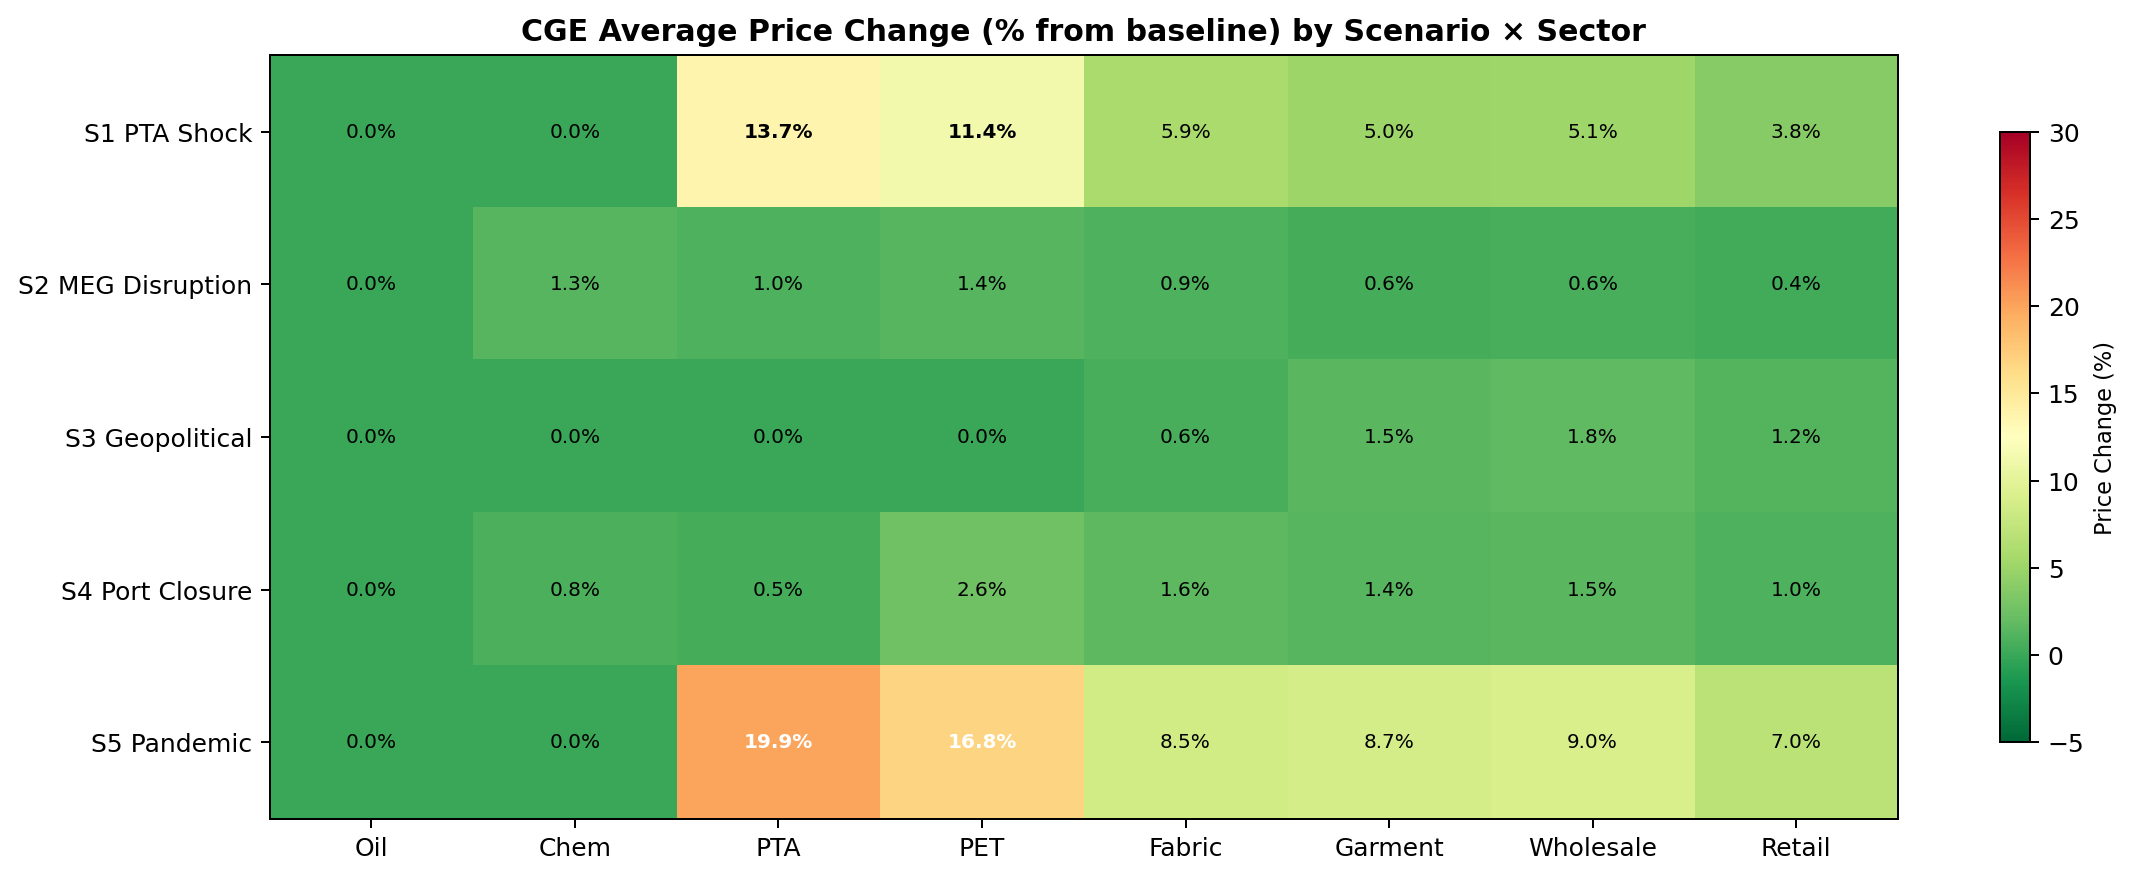 CGE Average Price Change (% from baseline) by Scenario × Sector
S1 PTA Shock 0.0% 0.0% 13.7% 11.4% 5.9% 5.0% 5.1% 3.8%
S2 MEG Disruption 0.0% 1.3% 1.0% 1.4% 0.9% 0.6% 0.6% 0.4%
S3 Geopolitical 0.0% 0.0% 0.0% 0.0% 0.6% 1.5% 1.8% 1.2%
S4 Port Closure 0.0% 0.8% 0.5% 2.6% 1.6% 1.4% 1.5% 1.0%
S5 Pandemic 0.0% 0.0% 19.9% 16.8% 8.5% 8.7% 9.0% 7.0%
Oil Chem PTA PET Fabric Garment Wholesale Retail
30
25
20
15
10
5
0
−5
Price Change (%)